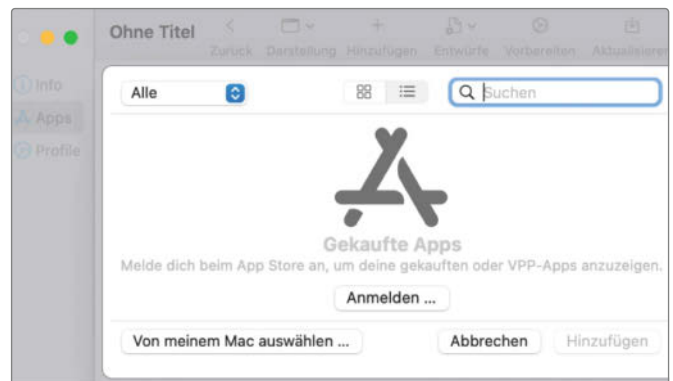 Ohne Titel
Zurück Darstellung Hinzufügen Entwürfe Vorbereiten Aktualisieren
Info
Apps
Profile
Alle
Suchen
Gekaufte Apps
Melde dich beim App Store an, um deine gekauften oder VPP-Apps anzuzeigen.
Anmelden ...
Von meinem Mac auswählen ... Abbrechen Hinzufügen